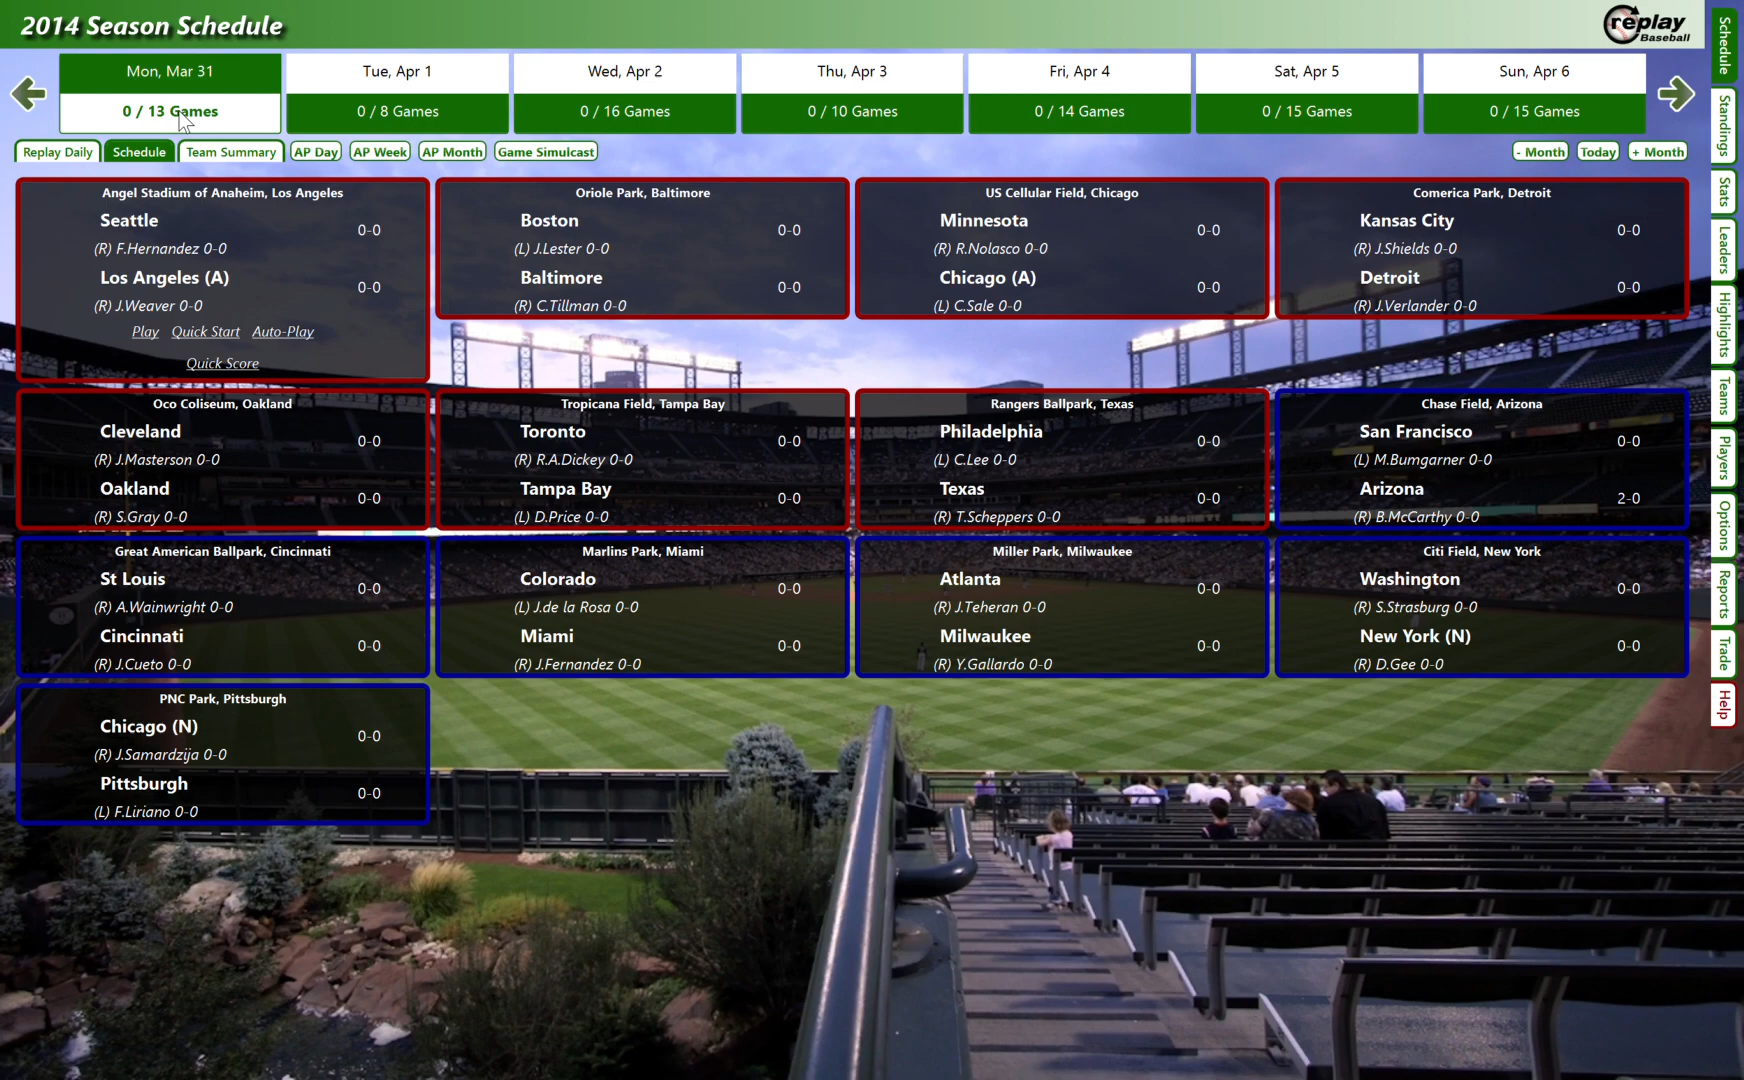 2014 Season Schedule
replay Baseball
Mon, Mar 31
0 / 13 Games
Tue, Apr 1
0 / 8 Games
Wed, Apr 2
0 / 16 Games
Thu, Apr 3
0 / 10 Games
Fri, Apr 4
0 / 14 Games
Sat, Apr 5
0 / 15 Games
Sun, Apr 6
0 / 15 Games
Replay Daily
Schedule
Team Summary
AP Day
AP Week
AP Month
Game Simulcast
- Month
Today
+ Month
Angel Stadium of Anaheim, Los Angeles
Seattle 0-0
(R) F.Hernandez 0-0
Los Angeles (A) 0-0
(R) J.Weaver 0-0
Play Quick Start Auto-Play
Quick Score
Oriole Park, Baltimore
Boston 0-0
(L) J.Lester 0-0
Baltimore 0-0
(R) C.Tillman 0-0
US Cellular Field, Chicago
Minnesota 0-0
(R) R.Nolasco 0-0
Chicago (A) 0-0
(L) C.Sale 0-0
Comerica Park, Detroit
Kansas City 0-0
(R) J.Shields 0-0
Detroit 0-0
(R) J.Verlander 0-0
Oco Coliseum, Oakland
Cleveland 0-0
(R) J.Masterson 0-0
Oakland 0-0
(R) S.Gray 0-0
Tropicana Field, Tampa Bay
Toronto 0-0
(R) R.A.Dickey 0-0
Tampa Bay 0-0
(L) D.Price 0-0
Rangers Ballpark, Texas
Philadelphia 0-0
(L) C.Lee 0-0
Texas 0-0
(R) T.Scheppers 0-0
Chase Field, Arizona
San Francisco 0-0
(L) M.Bumgarner 0-0
Arizona 2-0
(R) B.McCarthy 0-0
Great American Ballpark, Cincinnati
St Louis 0-0
(R) A.Wainwright 0-0
Cincinnati 0-0
(R) J.Cueto 0-0
Marlins Park, Miami
Colorado 0-0
(L) J.de la Rosa 0-0
Miami 0-0
(R) J.Fernandez 0-0
Miller Park, Milwaukee
Atlanta 0-0
(R) J.Teheran 0-0
Milwaukee 0-0
(R) Y.Gallardo 0-0
Citi Field, New York
Washington 0-0
(R) S.Strasburg 0-0
New York (N) 0-0
(R) D.Gee 0-0
PNC Park, Pittsburgh
Chicago (N) 0-0
(R) J.Samardzija 0-0
Pittsburgh 0-0
(L) F.Liriano 0-0
Schedule
Standings
Stats
Leaders
Highlights
Teams
Players
Options
Reports
Trade
Help